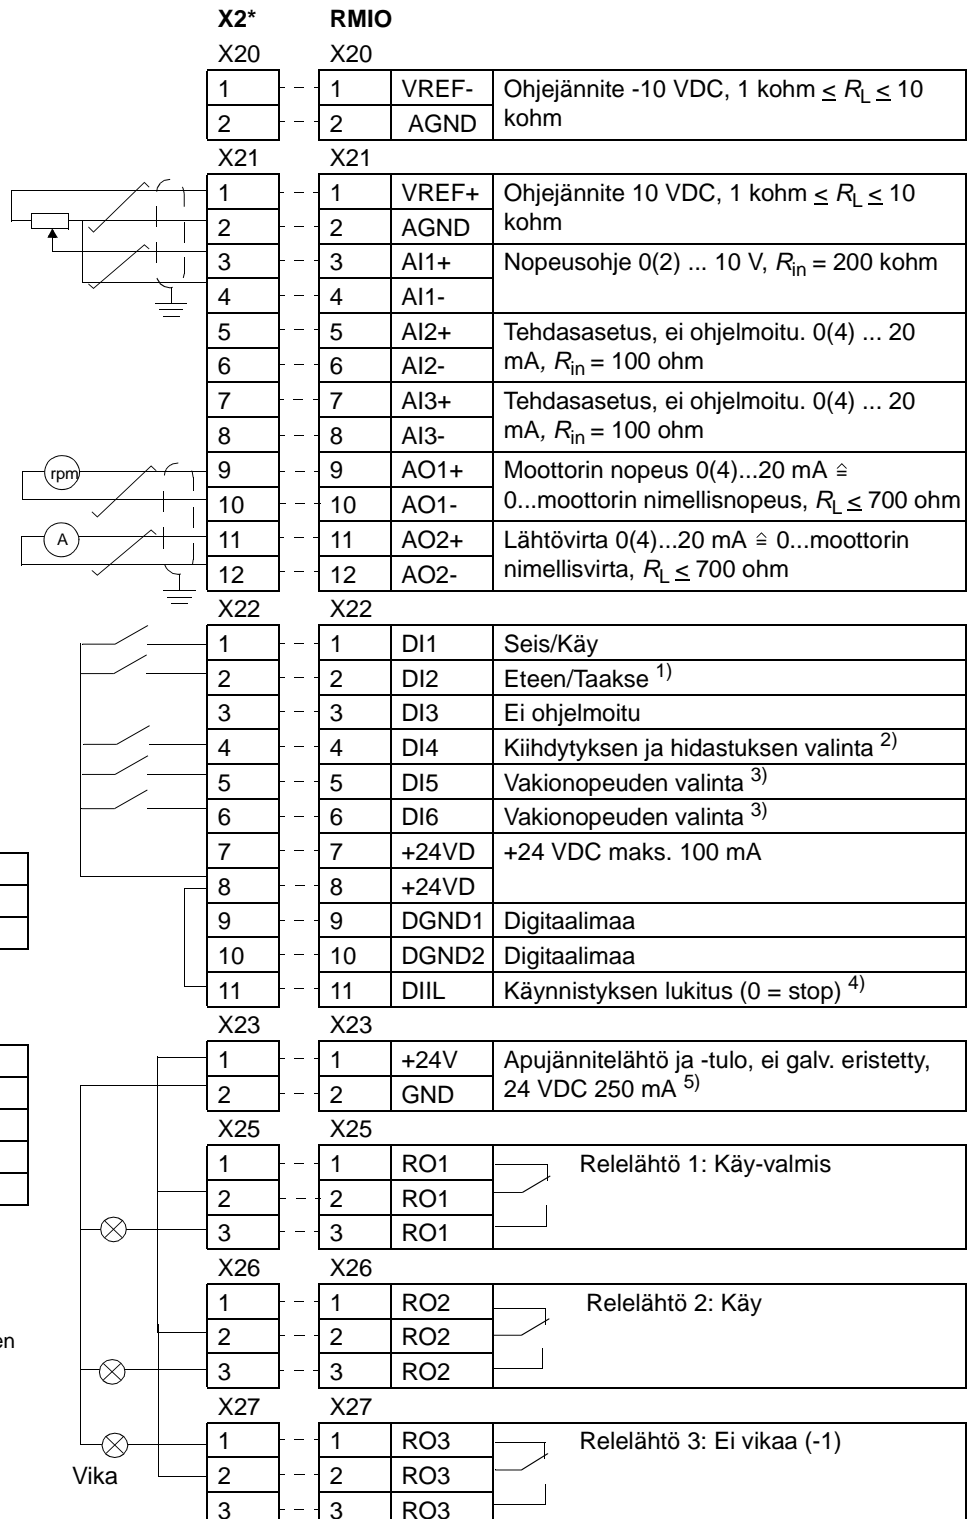 X2* RMIO
X20 X20
1 1 VREF- Ohjejännite -10 VDC, 1 kohm ≤ RL ≤ 10
2 2 AGND kohm
X21 X21
1 1 VREF+ Ohjejännite 10 VDC, 1 kohm ≤ RL ≤ 10
2 2 AGND kohm
3 3 AI1+ Nopeusohje 0(2) ... 10 V, Rin = 200 kohm
4 4 AI1-
5 5 AI2+ Tehdasasetus, ei ohjelmoitu. 0(4) ... 20
6 6 AI2- mA, Rin = 100 ohm
7 7 AI3+ Tehdasasetus, ei ohjelmoitu. 0(4) ... 20
8 8 AI3- mA, Rin = 100 ohm
rpm 9 9 AO1+ Moottorin nopeus 0(4)...20 mA ≙
10 10 AO1- 0...moottorin nimellisnopeus, RL ≤ 700 ohm
A 11 11 AO2+ Lähtövirta 0(4)...20 mA ≙ 0...moottorin
12 12 AO2- nimellisvirta, RL ≤ 700 ohm
X22 X22
1 1 DI1 Seis/Käy
2 2 DI2 Eteen/Taakse 1)
3 3 DI3 Ei ohjelmoitu
4 4 DI4 Kiihdytyksen ja hidastuksen valinta 2)
5 5 DI5 Vakionopeuden valinta 3)
6 6 DI6 Vakionopeuden valinta 3)
7 7 +24VD +24 VDC maks. 100 mA
8 8 +24VD
9 9 DGND1 Digitaalimaa
10 10 DGND2 Digitaalimaa
11 11 DIIL Käynnistyksen lukitus (0 = stop) 4)
X23 X23
1 1 +24V Apujännitelähtö ja -tulo, ei galv. eristetty,
2 2 GND 24 VDC 250 mA 5)
X25 X25
1 1 RO1 Relelähtö 1: Käy-valmis
2 2 RO1
3 3 RO1
X26 X26
1 1 RO2 Relelähtö 2: Käy
2 2 RO2
3 3 RO2
X27 X27
1 1 RO3 Relelähtö 3: Ei vikaa (-1)
Vika 2 2 RO3
3 3 RO3